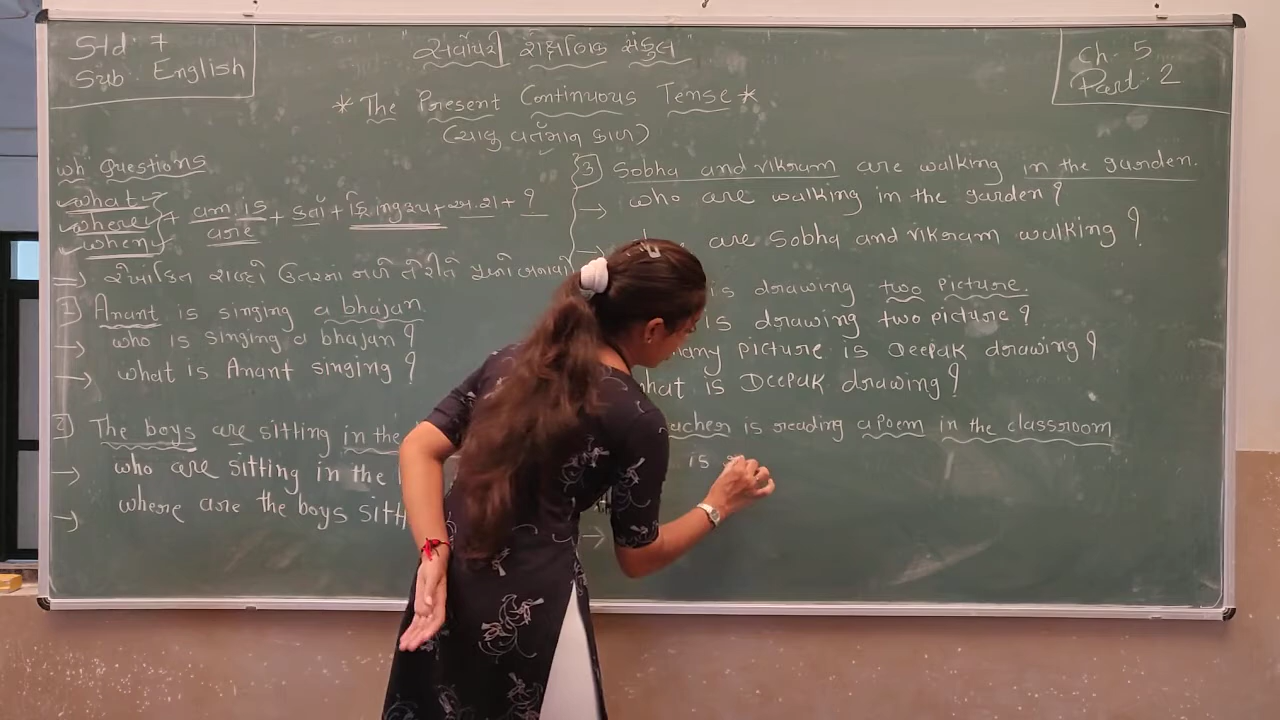 Std 7
Sub English
"સર્વોપરી શૈક્ષણિક સંકુલ"
Ch-5
Part: 2
* The Present Continuous Tense *
(ચાલુ વર્તમાન કાળ)
Wh Questions
what
where
when
+ am is are + કર્તા + ક્રિ નું રૂપ + અ.શ. + ?
⇒ રેખાંકિત શબ્દો ઉત્તરમાં મળે તે રીતે પ્રશ્નો બનાવો
1 Anant is singing a bhajan.
→ who is singing a bhajan?
→ what is Anant singing?
2 The boys are sitting in the
→ who are sitting in the
→ where are the boys sitt
3 Sobha and vikram are walking in the garden.
→ who are walking in the garden?
→ are Sobha and vikram walking?
is drawing two picture.
is drawing two picture?
many picture is Deepak drawing?
what is Deepak drawing?
acher is reading a poem in the classroom
is
→